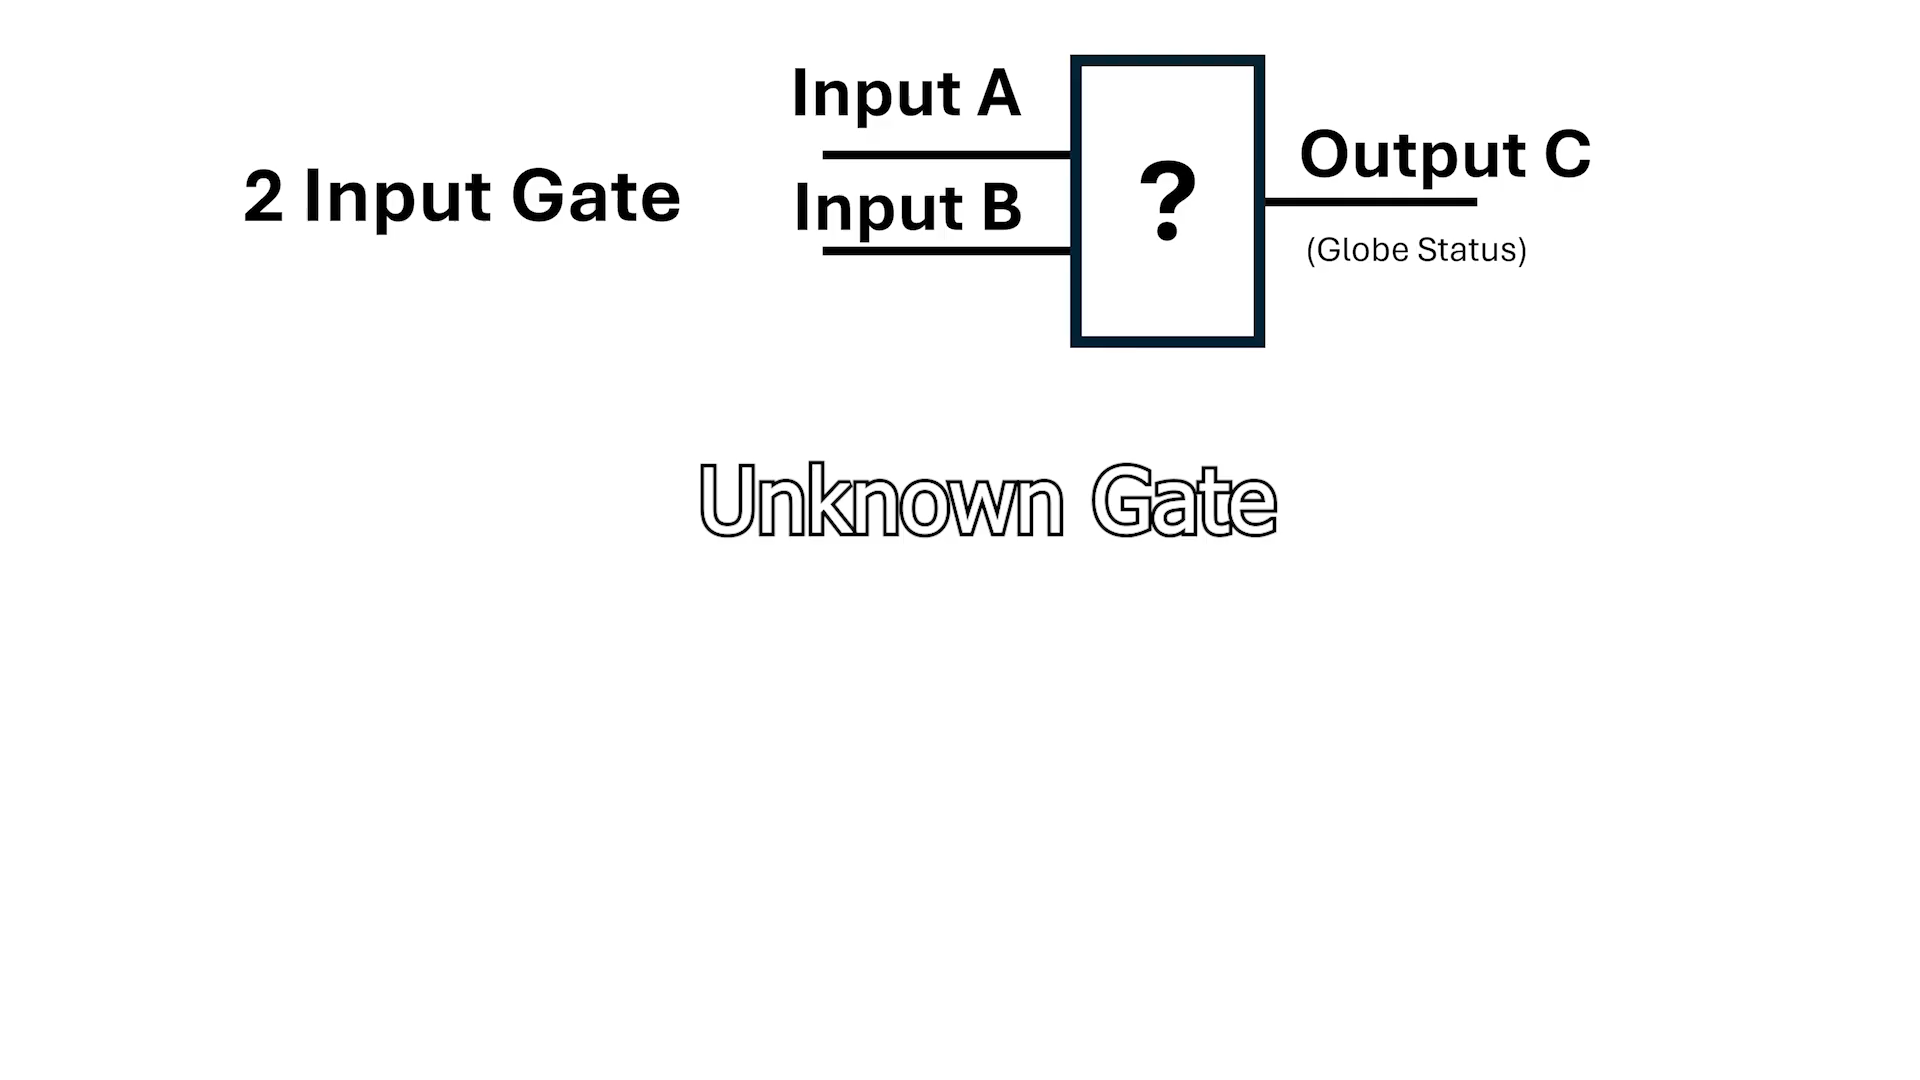 2 Input Gate
Input A
Input B
?
Output C
(Globe Status)
Unknown Gate